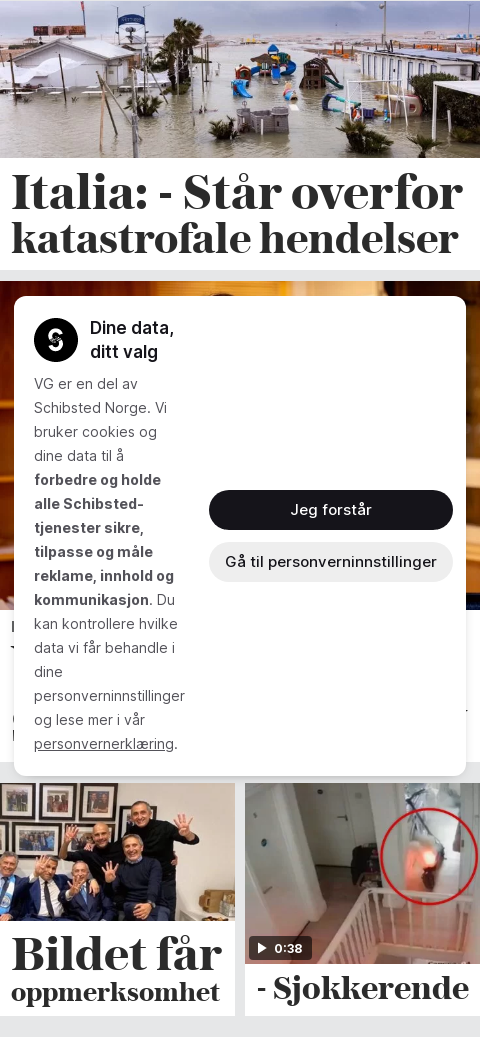 Italia: - Står overfor
katastrofale hendelser
Dine data,
ditt valg
VG er en del av
Schibsted Norge. Vi
bruker cookies og
dine data til å
forbedre og holde
alle Schibsted-
tjenester sikre,
tilpasse og måle
reklame, innhold og
kommunikasjon. Du
kan kontrollere hvilke
data vi får behandle i
dine
personverninnstillinger
og lese mer i vår
personvernerklæring.
Jeg forstår
Gå til personverninnstillinger
0:38
Bildet får
oppmerksomhet
- Sjokkerende